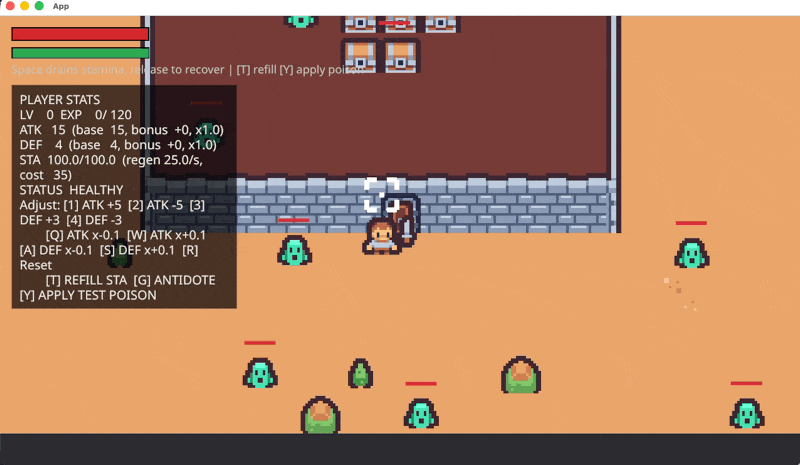 App
Space drains stamina, release to recover | [T] refill [Y] apply poison
PLAYER STATS
LV 0 EXP 0/ 120
ATK 15 (base 15, bonus +0, x1.0)
DEF 4 (base 4, bonus +0, x1.0)
STA 100.0/100.0 (regen 25.0/s,
cost 35)
STATUS HEALTHY
Adjust: [1] ATK +5 [2] ATK -5 [3]
DEF +3 [4] DEF -3
[Q] ATK x-0.1 [W] ATK x+0.1
[A] DEF x-0.1 [S] DEF x+0.1 [R]
Reset
[T] REFILL STA [G] ANTIDOTE
[Y] APPLY TEST POISON